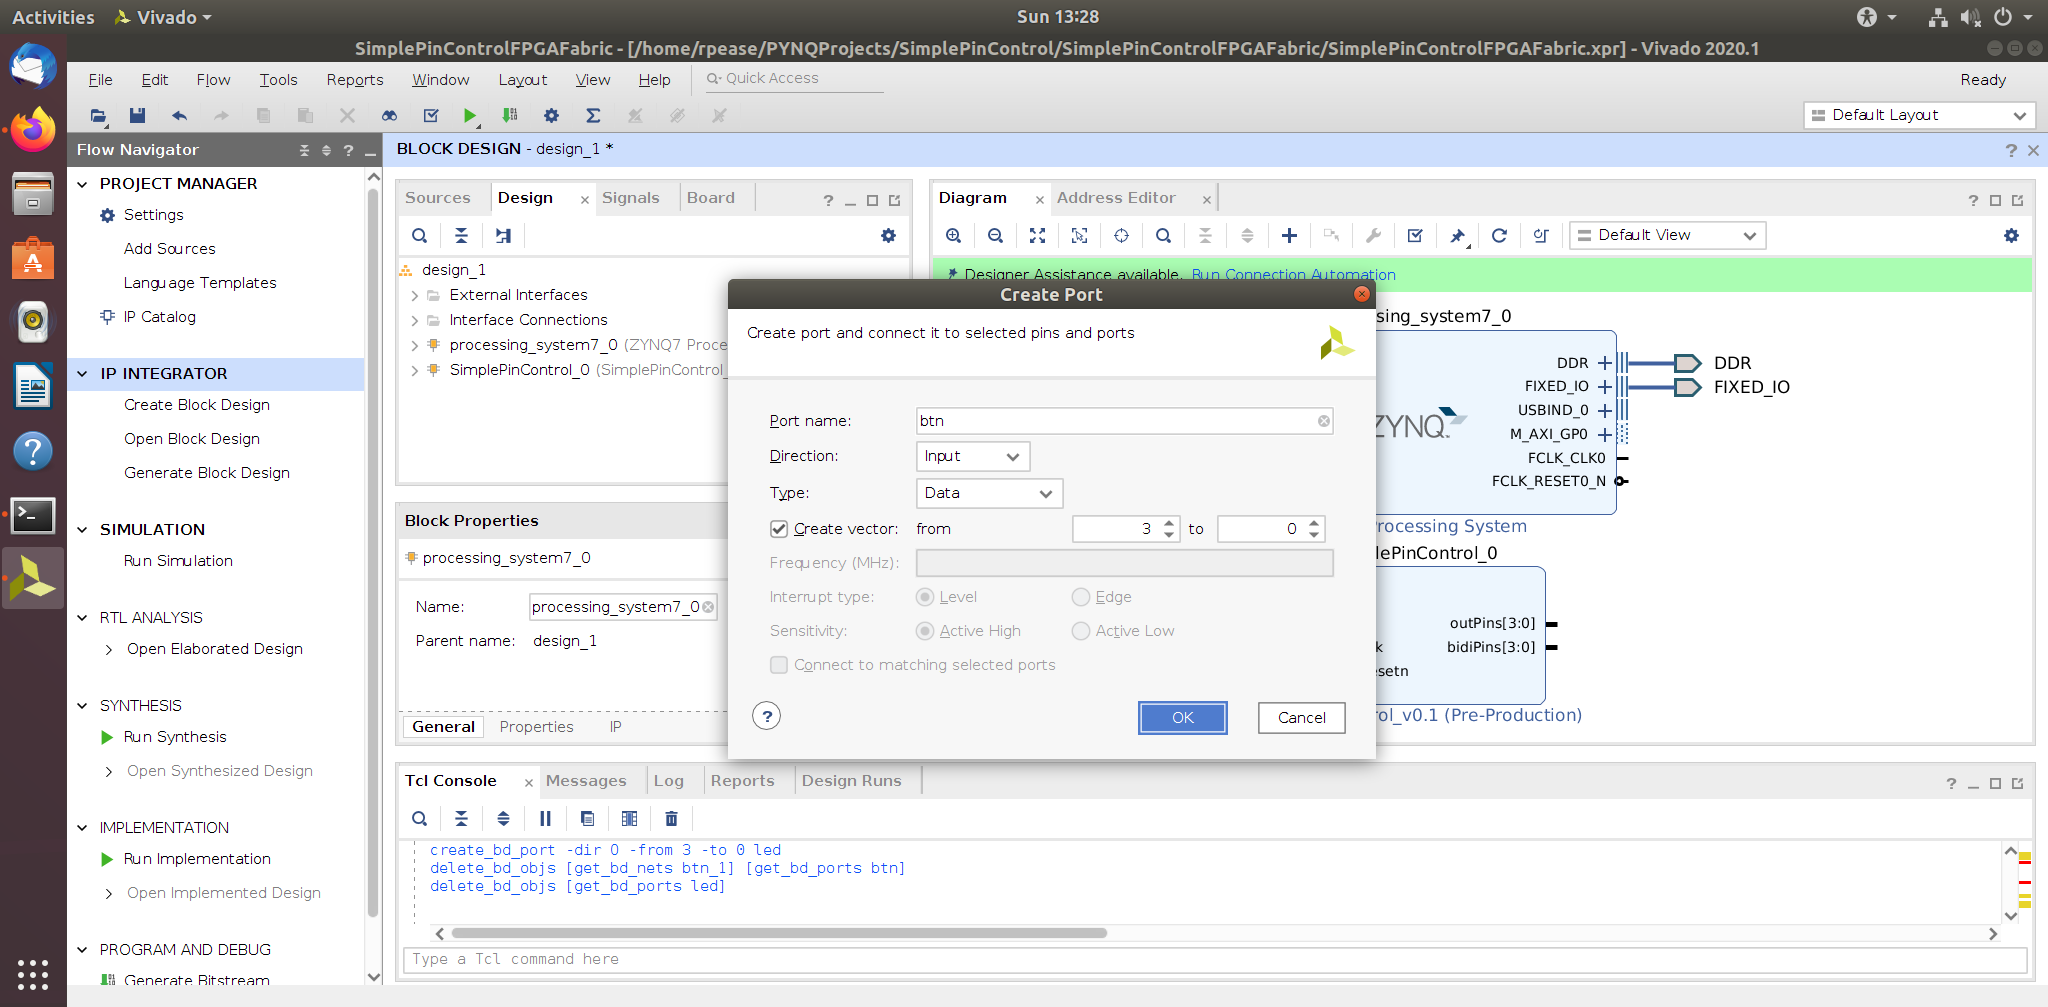 Activities
Vivado
Sun 13:28
SimplePinControlFPGAFabric - [/home/rpease/PYNQProjects/SimplePinControl/SimplePinControlFPGAFabric/SimplePinControlFPGAFabric.xpr] - Vivado 2020.1
File Edit Flow Tools Reports Window Layout View Help
Quick Access
Ready
Default Layout
Flow Navigator
BLOCK DESIGN - design_1 *
PROJECT MANAGER
Settings
Add Sources
Language Templates
IP Catalog
IP INTEGRATOR
Create Block Design
Open Block Design
Generate Block Design
SIMULATION
Run Simulation
RTL ANALYSIS
Open Elaborated Design
SYNTHESIS
Run Synthesis
Open Synthesized Design
IMPLEMENTATION
Run Implementation
Open Implemented Design
PROGRAM AND DEBUG
Generate Bitstream
Sources Design Signals Board
design_1
External Interfaces
Interface Connections
processing_system7_0 (ZYNQ7 Proce
SimplePinControl_0 (SimplePinControl_
Block Properties
processing_system7_0
Name: processing_system7_0
Parent name: design_1
General Properties IP
Diagram Address Editor
Default View
Designer Assistance available. Run Connection Automation
sing_system7_0
DDR
FIXED_IO
USBIND_0
M_AXI_GP0
FCLK_CLK0
FCLK_RESET0_N
DDR
FIXED_IO
ZYNQ
rocessing System
lePinControl_0
outPins[3:0]
k bidiPins[3:0]
esetn
rol_v0.1 (Pre-Production)
Create Port
Create port and connect it to selected pins and ports
Port name: btn
Direction: Input
Type: Data
Create vector: from 3 to 0
Frequency (MHz):
Interrupt type: Level Edge
Sensitivity: Active High Active Low
Connect to matching selected ports
? OK Cancel
Tcl Console Messages Log Reports Design Runs
create_bd_port -dir O -from 3 -to 0 led
delete_bd_objs [get_bd_nets btn_1] [get_bd_ports btn]
delete_bd_objs [get_bd_ports led]
Type a Tcl command here